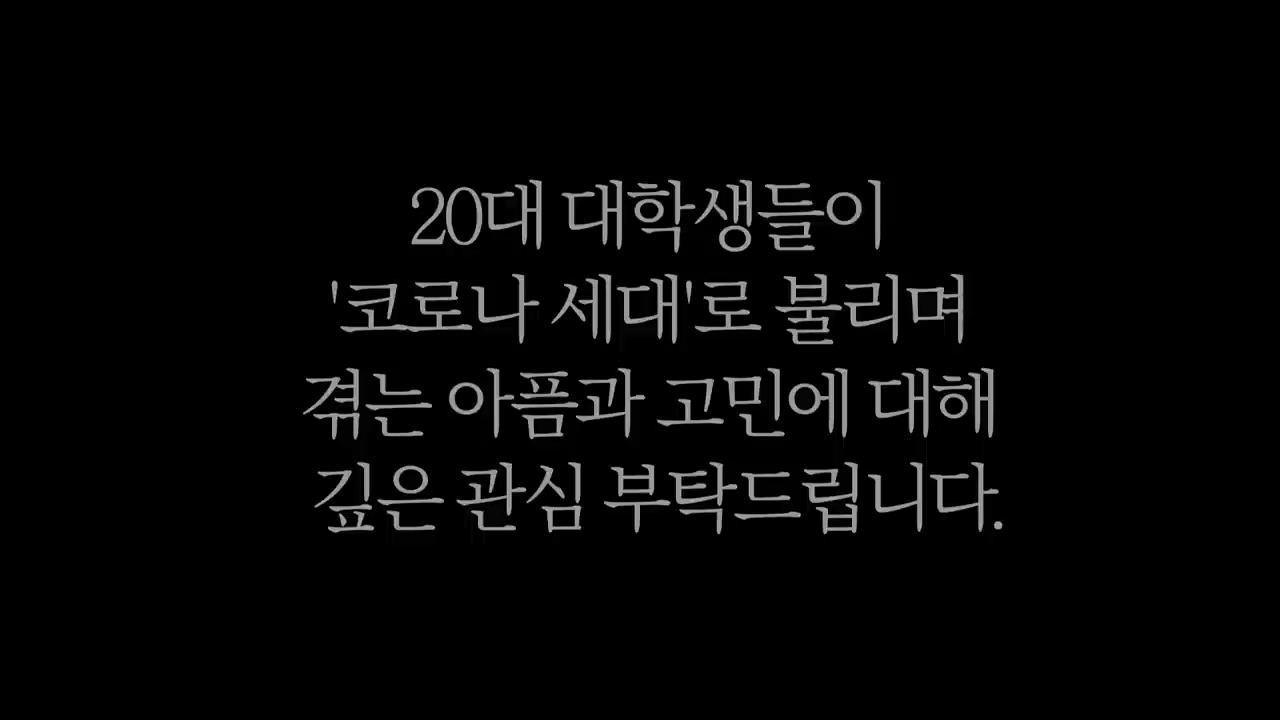 20대 대학생들이
'코로나 세대'로 불리며
겪는 아픔과 고민에 대해
깊은 관심 부탁드립니다.